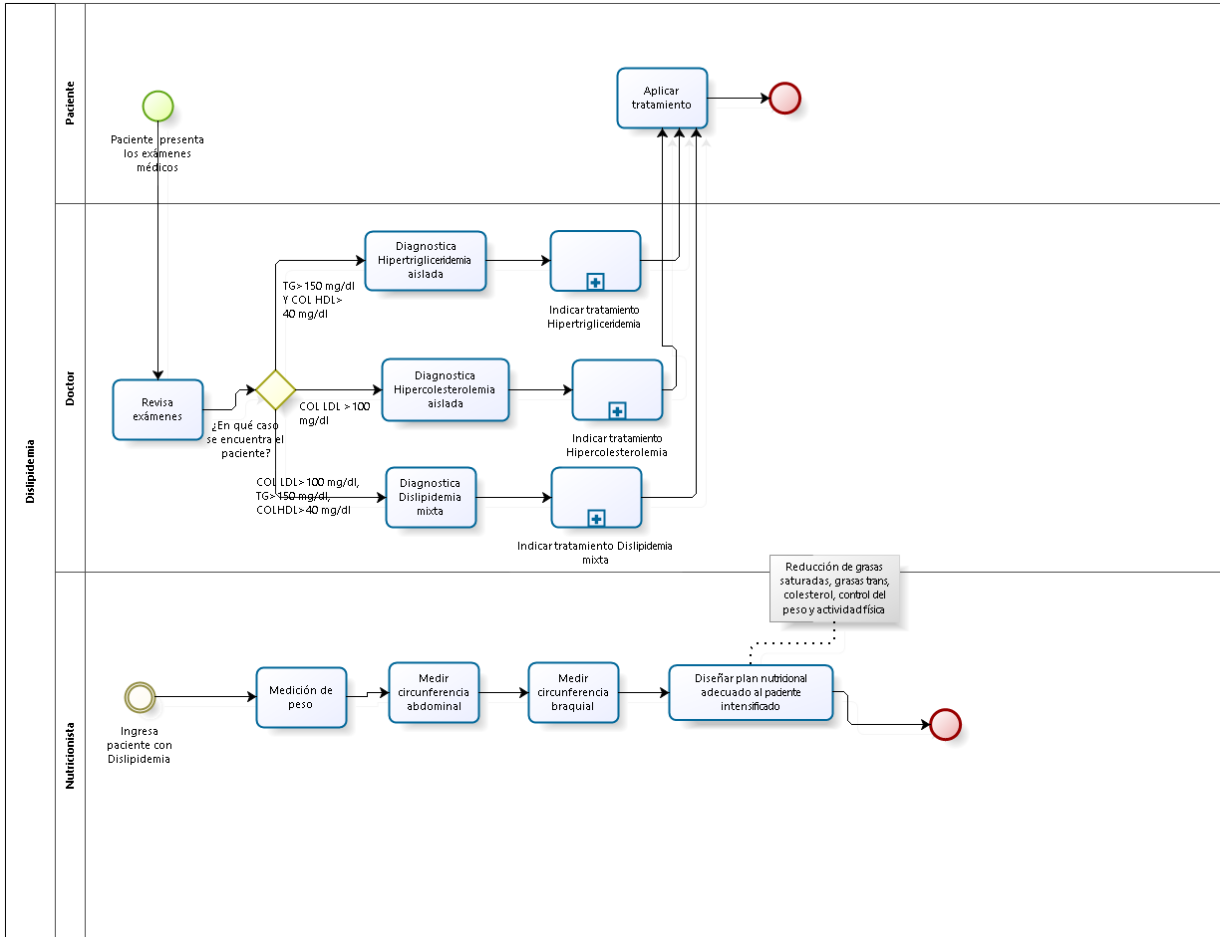 Dislipidemia
Paciente
Paciente presenta
los exámenes
médicos
Aplicar
tratamiento
Doctor
Revisa
exámenes
¿En qué caso
se encuentra el
paciente?
TG>150 mg/dl
Y COL HDL>
40 mg/dl
Diagnostica
Hipertrigliceridemia
aislada
Indicar tratamiento
Hipertrigliceridemia
COL LDL >100
mg/dl
Diagnostica
Hipercolesterolemia
aislada
Indicar tratamiento
Hipercolesterolemia
COL LDL>100 mg/dl,
TG>150 mg/dl,
COLHDL>40 mg/dl
Diagnostica
Dislipidemia
mixta
Indicar tratamiento Dislipidemia
mixta
Nutricionista
Ingresa
paciente con
Dislipidemia
Medición de
peso
Medir
circunferencia
abdominal
Medir
circunferencia
braquial
Diseñar plan nutricional
adecuado al paciente
intensificado
Reducción de grasas
saturadas, grasas trans,
colesterol, control del
peso y actividad física